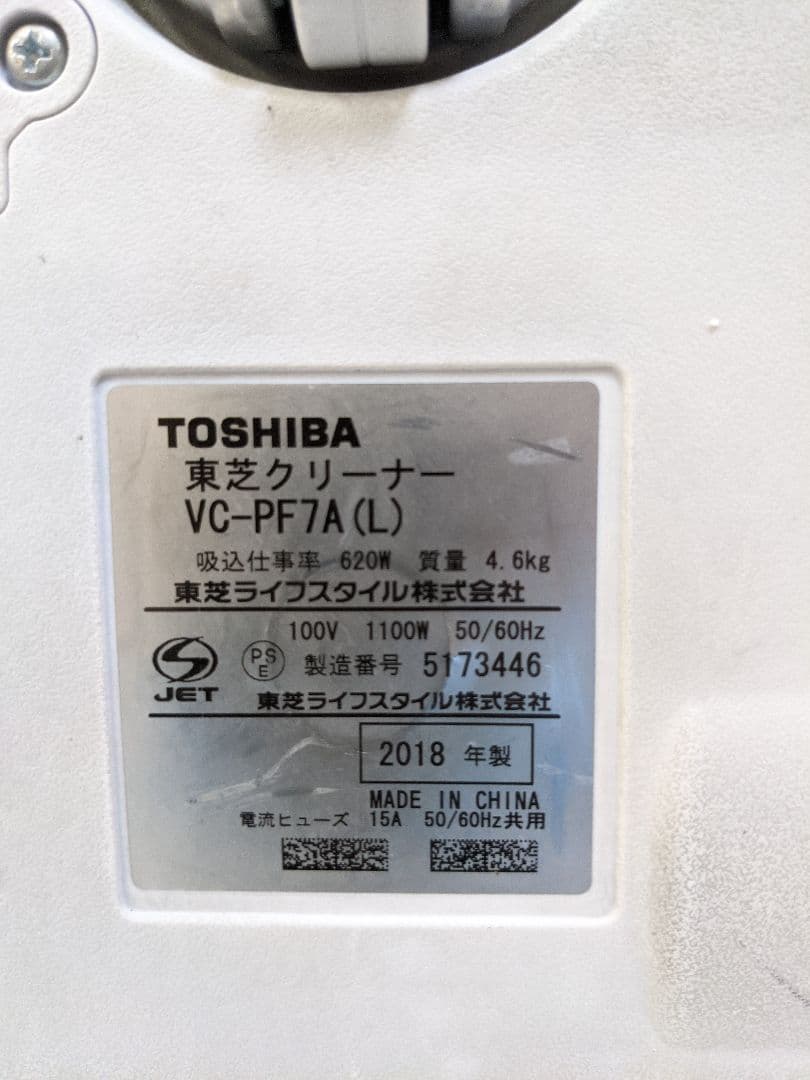 TOSHIBA
東芝クリーナー
VC-PF7A(L)
吸込仕事率 620W 質量 4.6kg
東芝ライフスタイル株式会社
100V 1100W 50/60Hz
JET PSE 製造番号 5173446
東芝ライフスタイル株式会社
2018 年製
MADE IN CHINA
電流ヒューズ 15A 50/60Hz共用